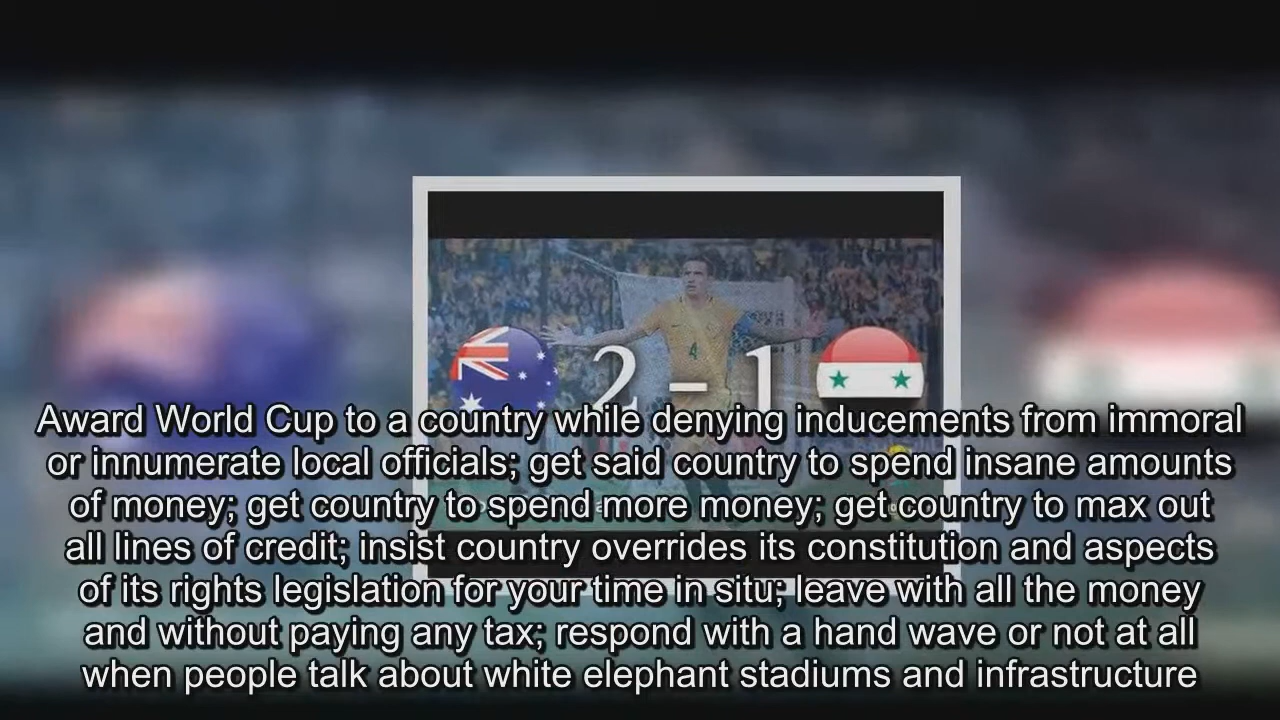 4
2 - 1
Award World Cup to a country while denying inducements from immoral
or innumerate local officials; get said country to spend insane amounts
of money; get country to spend more money; get country to max out
all lines of credit; insist country overrides its constitution and aspects
of its rights legislation for your time in situ; leave with all the money
and without paying any tax; respond with a hand wave or not at all
when people talk about white elephant stadiums and infrastructure